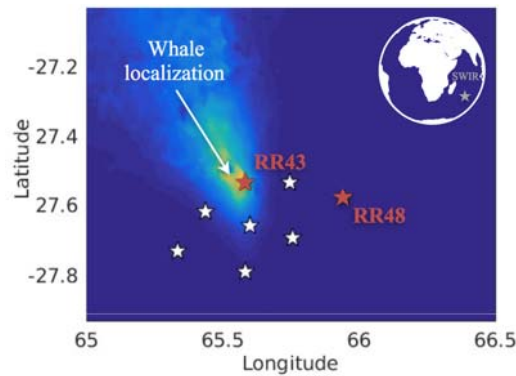 Whale
localization
SWIR
-27.2
-27.4
RR43
27.6
RR48
-27.8
65
65.5
66
66.5
Latitude
Longitude